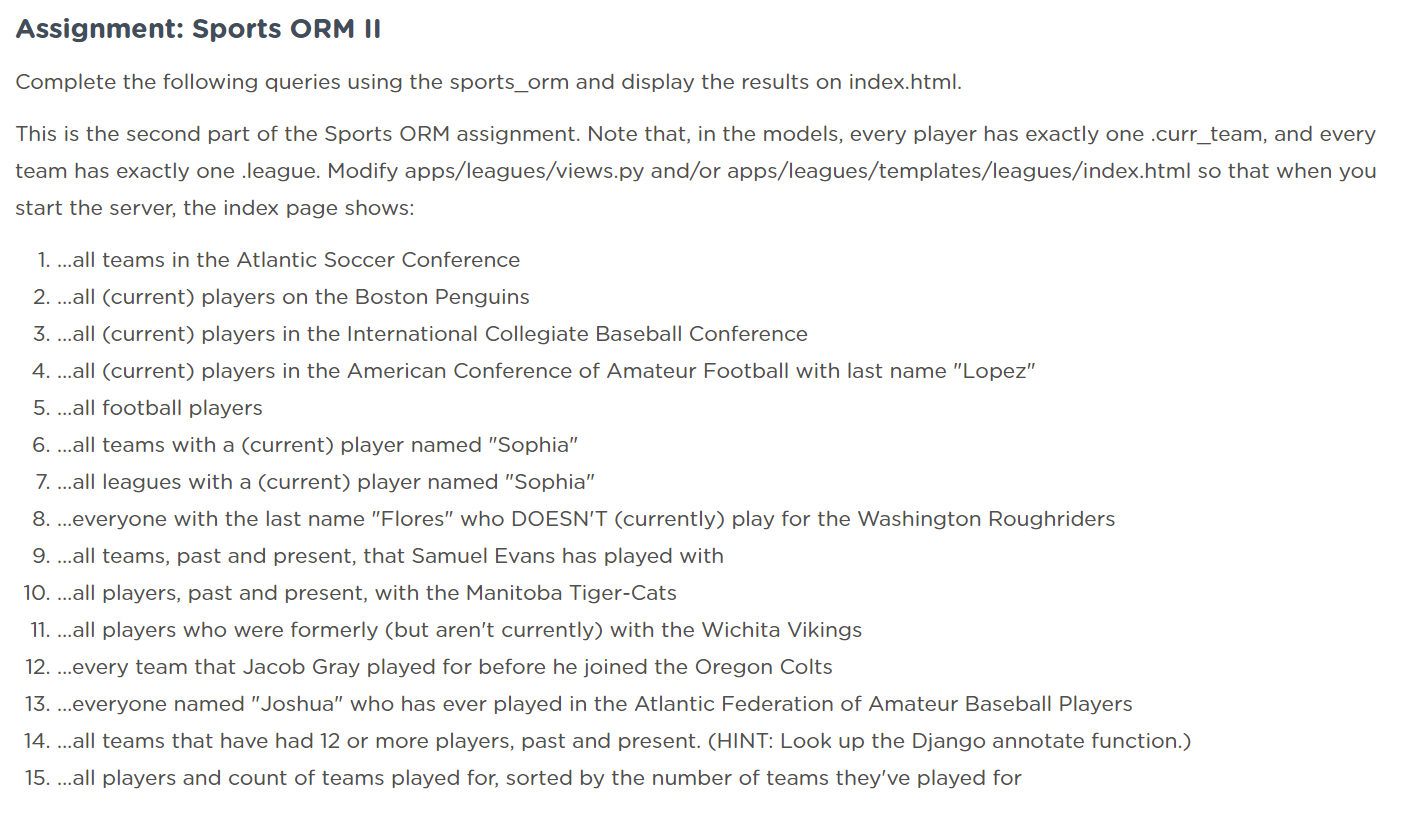 Assignment: Sports ORM II
Complete the following queries using the sports_orm and display the results on index.html.
This is the second part of the Sports ORM assignment. Note that, in the models, every player has exactly one .curr_team, and every
team has exactly one .league. Modify apps/leagues/views.py and/or apps/leagues/templates/leagues/index.html so that when you
start the server, the index page shows:
1. ...all teams in the Atlantic Soccer Conference
2. ...all (current) players on the Boston Penguins
3. ...all (current) players in the International Collegiate Baseball Conference
4. ...all (current) players in the American Conference of Amateur Football with last name "Lopez"
5. ...all football players
6. ...all teams with a (current) player named "Sophia"
7. ...all leagues with a (current) player named "Sophia"
8. ...everyone with the last name "Flores" who DOESN'T (currently) play for the Washington Roughriders
9. ...all teams, past and present, that Samuel Evans has played with
10. ...all players, past and present, with the Manitoba Tiger-Cats
11. ...all players who were formerly (but aren't currently) with the Wichita Vikings
12. ...every team that Jacob Gray played for before he joined the Oregon Colts
13. ...everyone named "Joshua" who has ever played in the Atlantic Federation of Amateur Baseball Players
14. ...all teams that have had 12 or more players, past and present. (HINT: Look up the Django annotate function.)
15. ...all players and count of teams played for, sorted by the number of teams they've played for